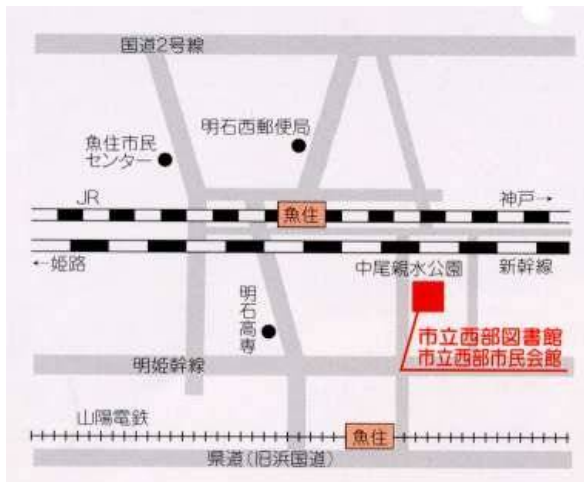 国道2号線
明石西郵便局
魚住市民
センター
JR
神戸→
魚住
←姫路
中尾親水公園
新幹線
明石高専
市立西部図書館
市立西部市民会館
明姫幹線
山陽電鉄
魚住
県道(旧浜国道)